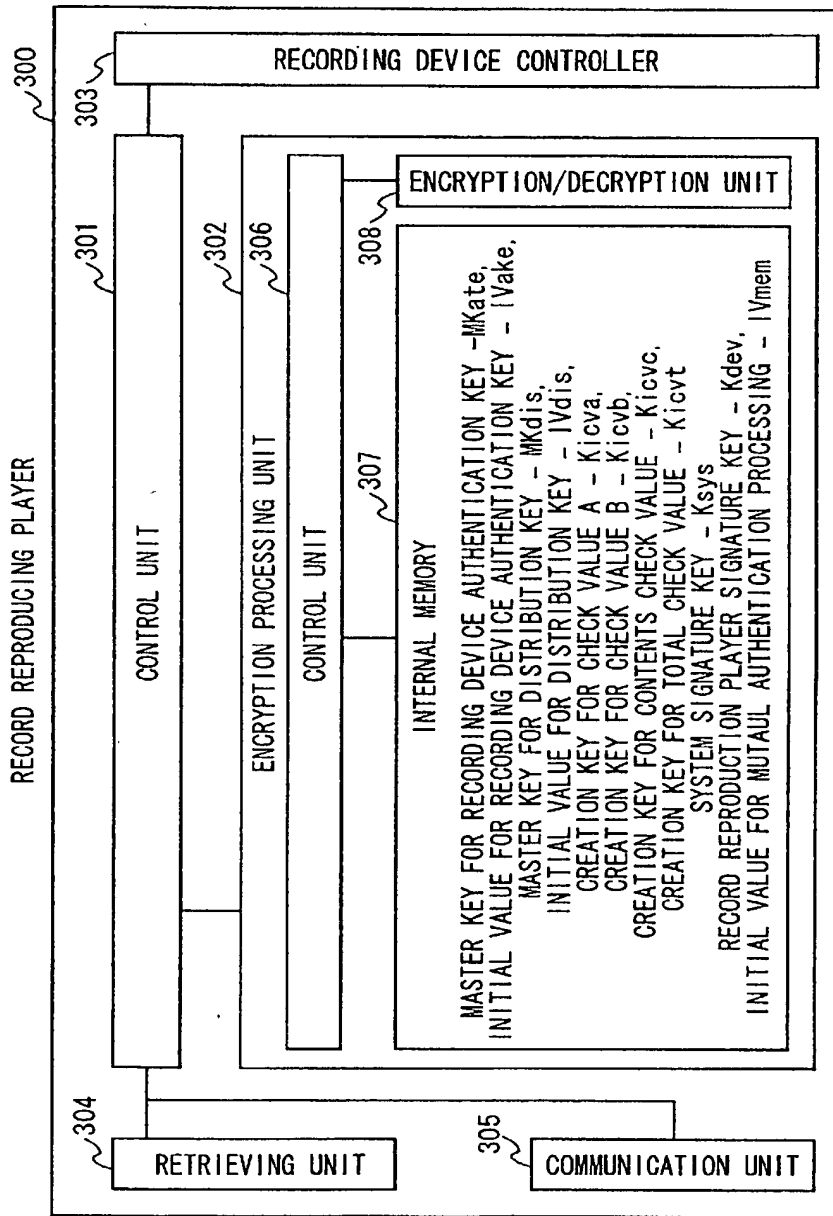 RECORD REPRODUCING PLAYER
300
301
CONTROL UNIT
303
RECORDING DEVICE CONTROLLER
302
ENCRYPTION PROCESSING UNIT
306
CONTROL UNIT
307
INTERNAL MEMORY
MASTER KEY FOR RECORDING DEVICE AUTHENTICATION KEY -MKate,
INITIAL VALUE FOR RECORDING DEVICE AUTHENTICATION KEY - IVake,
MASTER KEY FOR DISTRIBUTION KEY - MKdis,
INITIAL VALUE FOR DISTRIBUTION KEY - IVdis,
CREATION KEY FOR CHECK VALUE A - Kicva,
CREATION KEY FOR CHECK VALUE B - Kicvb,
CREATION KEY FOR CONTENTS CHECK VALUE - Kicvc,
CREATION KEY FOR TOTAL CHECK VALUE - Kicvt
SYSTEM SIGNATURE KEY - Ksys
RECORD REPRODUCTION PLAYER SIGNATURE KEY - Kdev,
INITIAL VALUE FOR MUTAUL AUTHENTICATION PROCESSING - IVmem
308
ENCRYPTION/DECRYPTION UNIT
304
RETRIEVING UNIT
305
COMMUNICATION UNIT